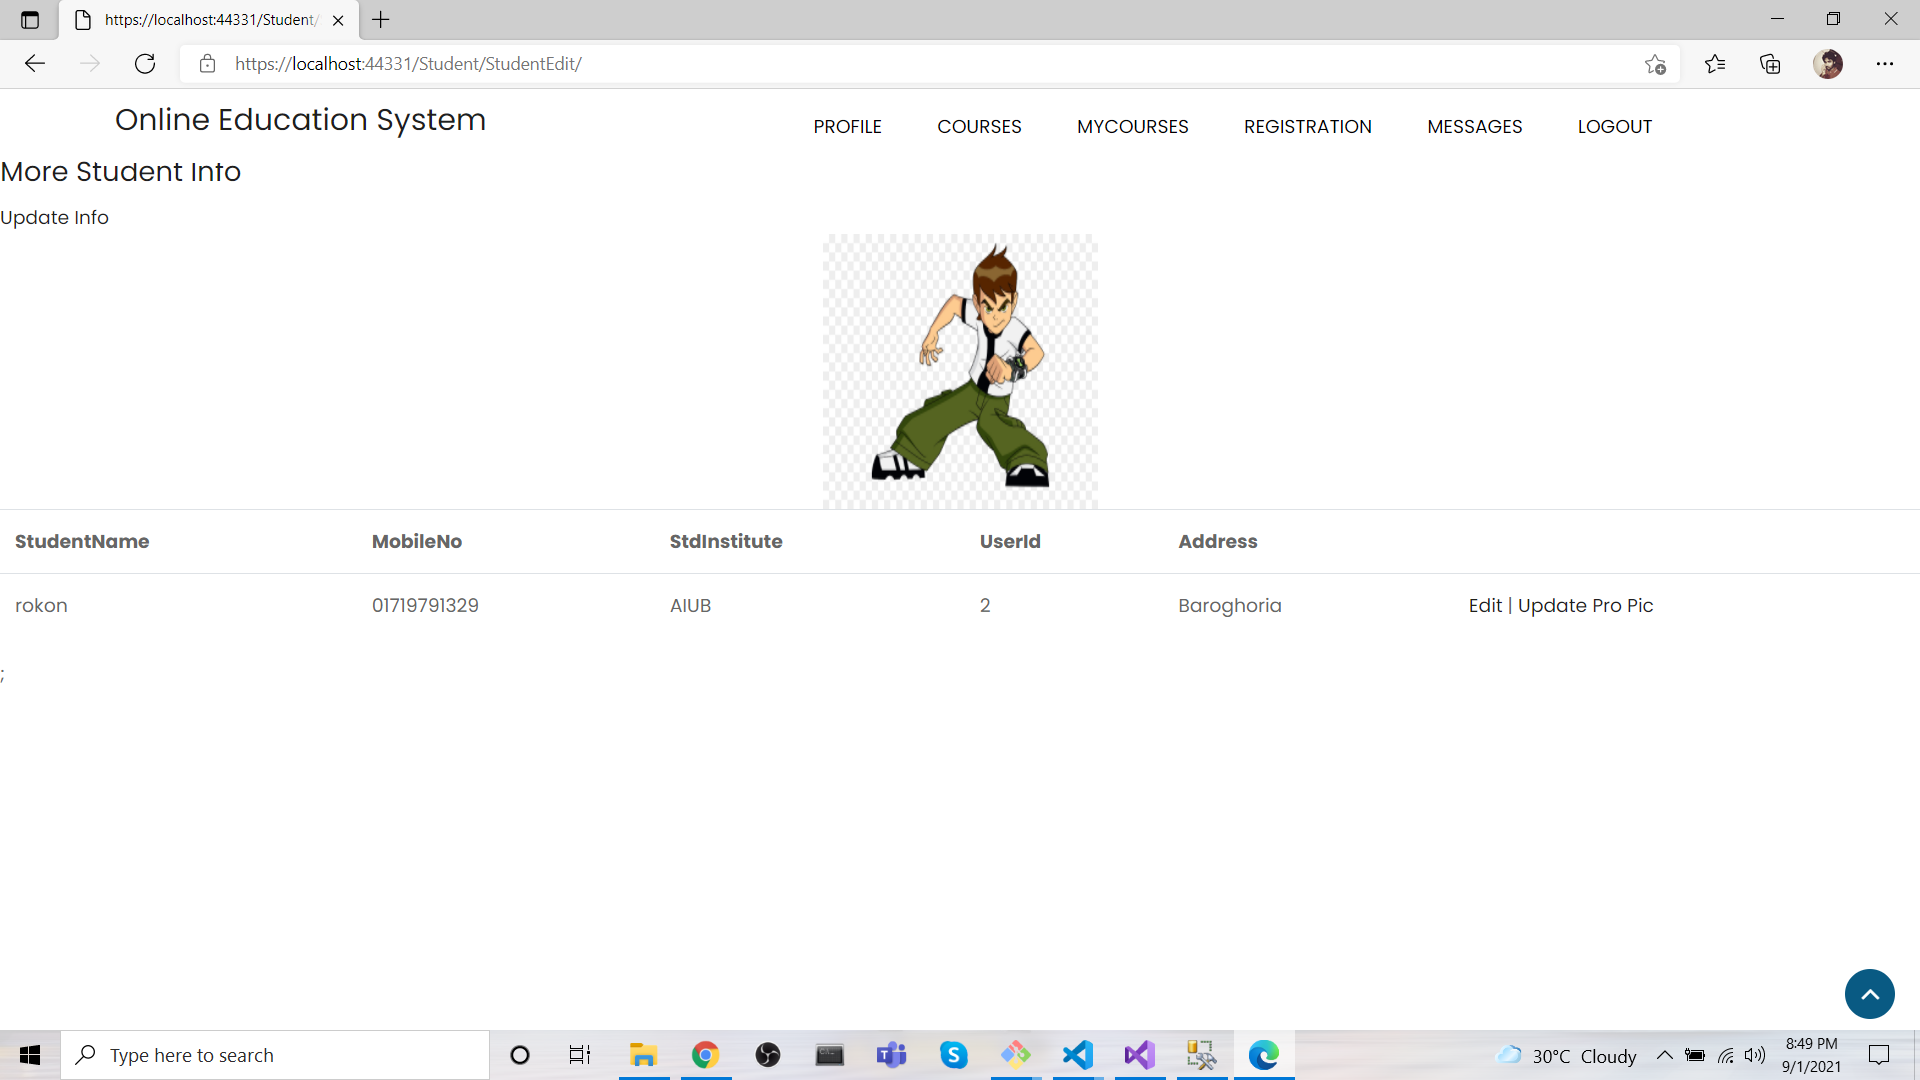 https://localhost:44331/Student/
https://localhost:44331/Student/StudentEdit/
Online Education System
PROFILE COURSES MYCOURSES REGISTRATION MESSAGES LOGOUT
More Student Info
Update Info
StudentName MobileNo StdInstitute UserId Address
rokon 01719791329 AIUB 2 Baroghoria Edit | Update Pro Pic
;
Type here to search
30°C Cloudy
8:49 PM
9/1/2021